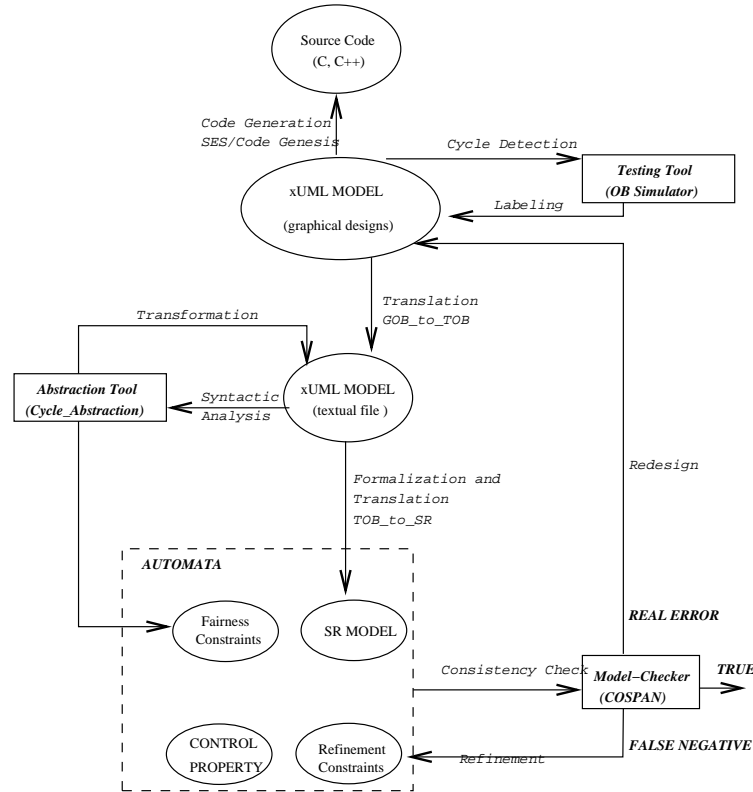 Source Code
(C, C++)
Code Generation
SES/Code Genesis
Cycle Detection
Testing Tool
(OB Simulator)
xUML MODEL
(graphical designs)
Labeling
Translation
GOB_to_TOB
Transformation
Abstraction Tool
(Cycle_Abstraction)
Syntactic
Analysis
xUML MODEL
(textual file )
Redesign
Formalization and
Translation
TOB_to_SR
AUTOMATA
Fairness
Constraints
SR MODEL
REAL ERROR
Consistency Check
Model−Checker
(COSPAN)
TRUE
CONTROL
PROPERTY
Refinement
Constraints
Refinement
FALSE NEGATIVE